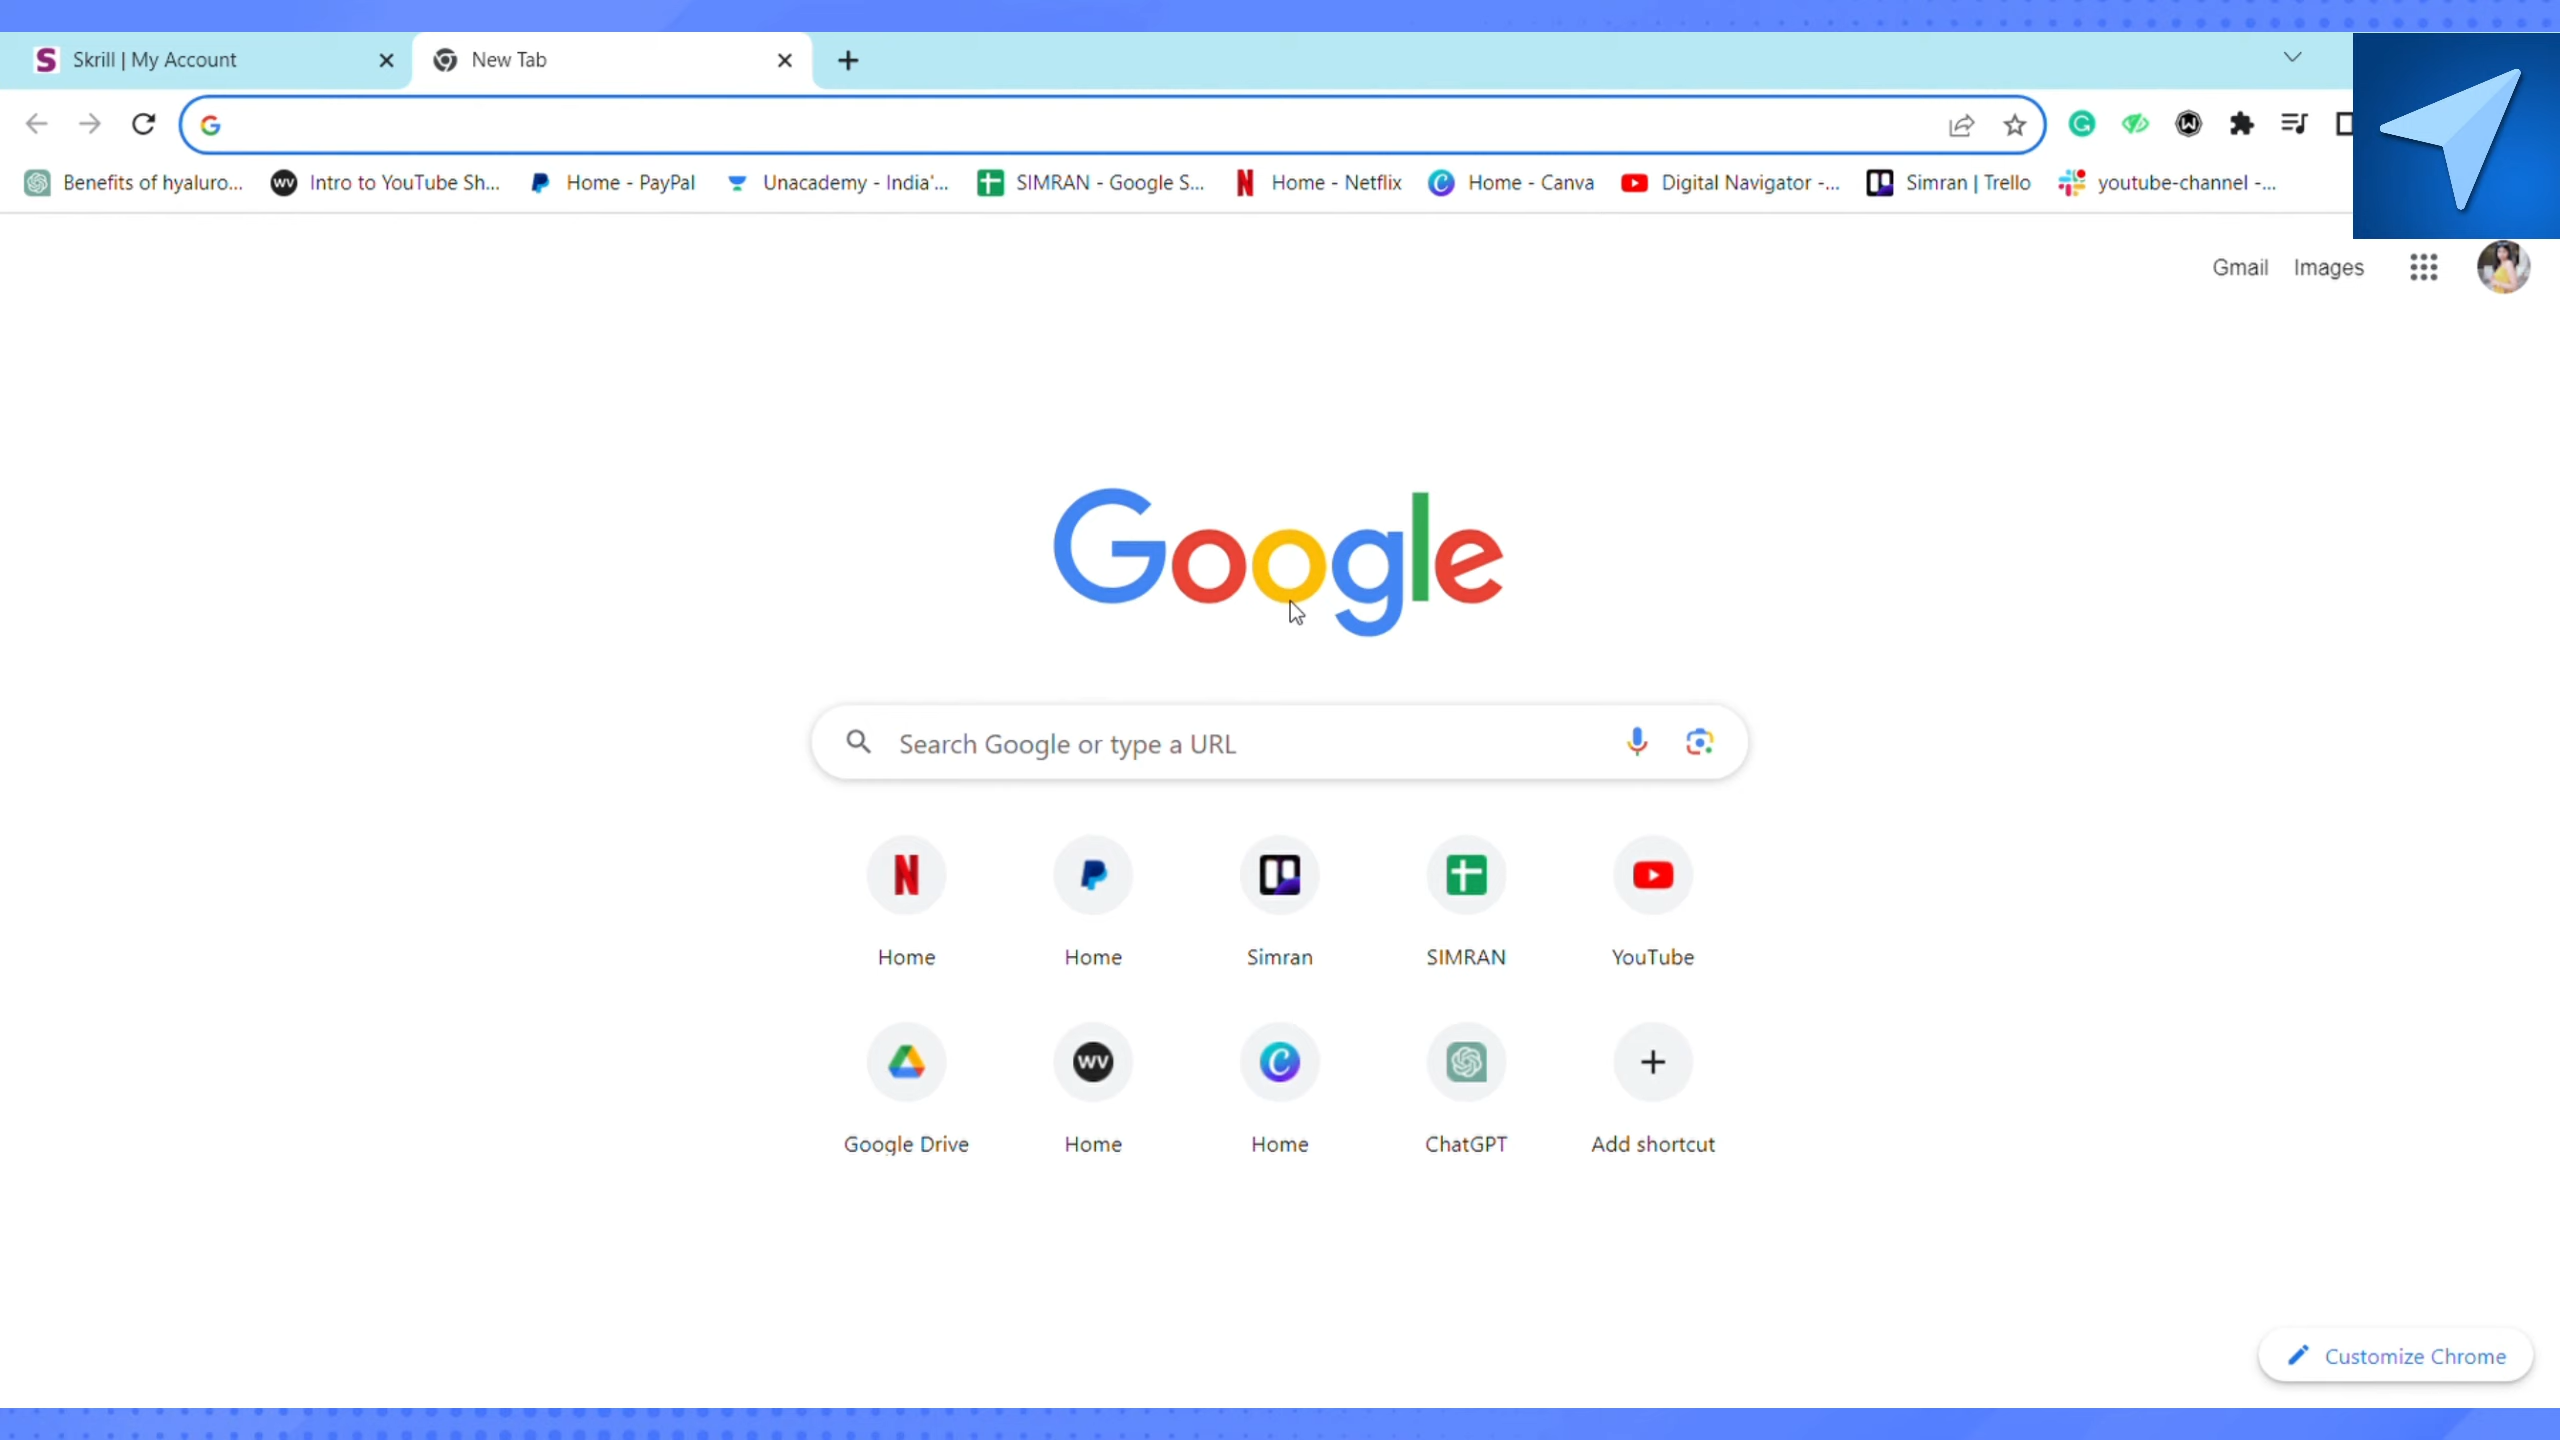 Skrill | My Account
New Tab
Benefits of hyaluro...
Intro to YouTube Sh...
Home - PayPal
Unacademy - India'...
SIMRAN - Google S...
Home - Netflix
Home - Canva
Digital Navigator -...
Simran | Trello
youtube-channel -...
Gmail
Images
Google
Search Google or type a URL
Home
Home
Simran
SIMRAN
YouTube
Google Drive
Home
Home
ChatGPT
Add shortcut
Customize Chrome